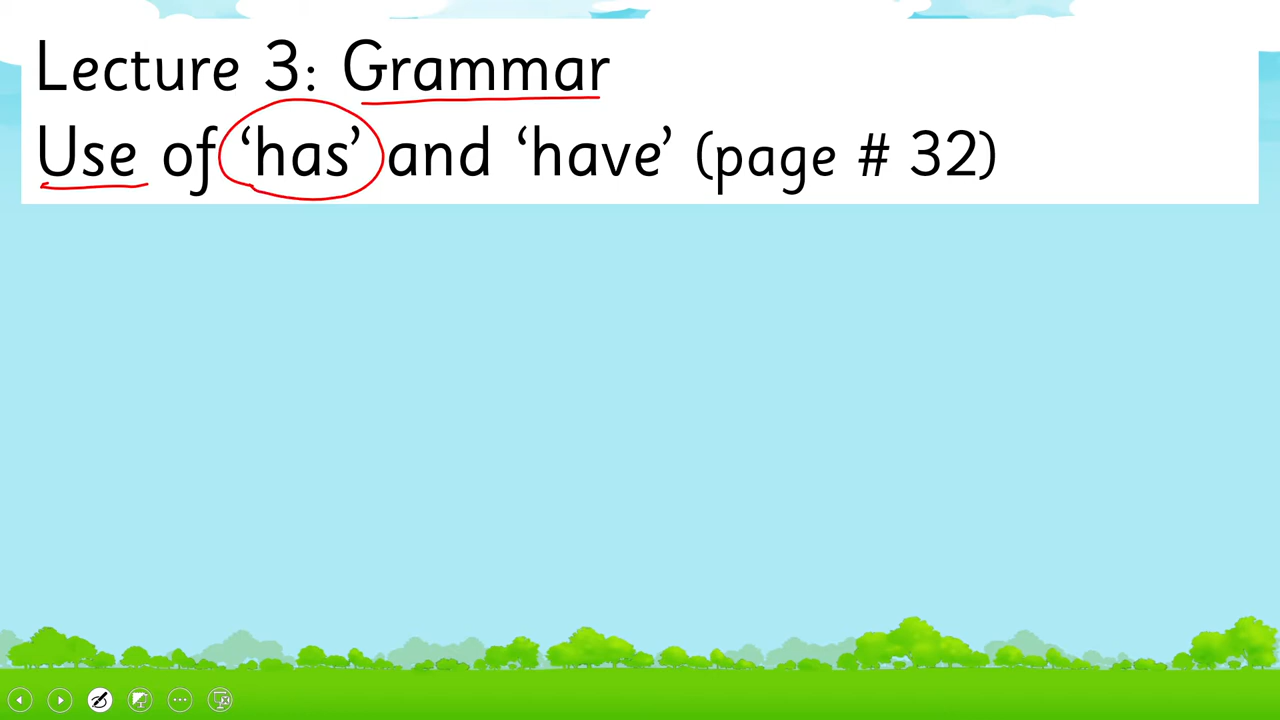 Lecture 3: Grammar
Use of ‘has’ and ‘have’ (page # 32)